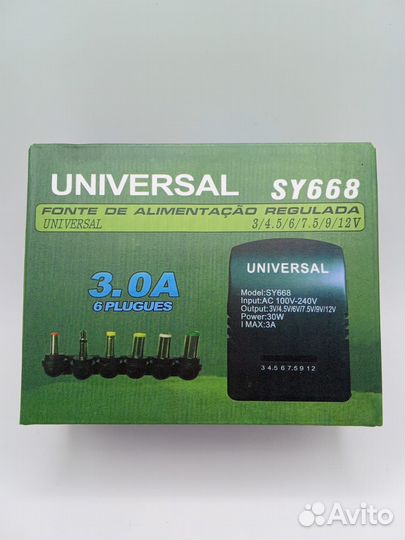 UNIVERSAL SY668
FONTE DE ALIMENTAÇÃO REGULADA
UNIVERSAL 3/4.5/6/7.5/9/12V
3.0A
6 PLUGUES
UNIVERSAL
Model:SY668
Input:AC 100V-240V
Output:3V/4.5V/6V/7.5V/9V/12V
Power:30W
I MAX:3A
3 4.5 6 7.5 9 12
Avito